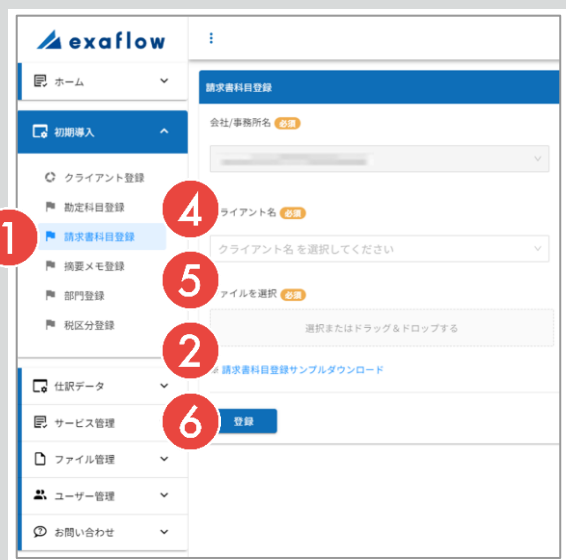 exaflow
ホーム
初期導入
クライアント登録
勘定科目登録
1
請求書科目登録
摘要メモ登録
部門登録
税区分登録
仕訳データ
サービス管理
ファイル管理
ユーザー管理
お問い合わせ
請求書科目登録
会社/事務所名 必須
4
ライアント名 必須
クライアント名 を選択してください
5
ァイルを選択 必須
選択またはドラッグ&ドロップする
2
請求書科目登録サンプルダウンロード
6
登録